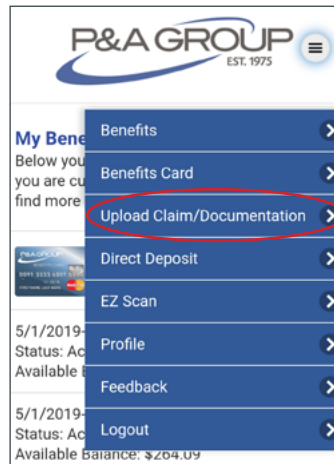 P&A GROUP
EST. 1975
My Bene
Below you
you are cu
find more
Benefits
Benefits Card
Upload Claim/Documentation
Direct Deposit
EZ Scan
Profile
Feedback
Logout
5/1/2019-
Status: Ac
Available
5/1/2019-
Status: Ac
Available Balance: $264.09